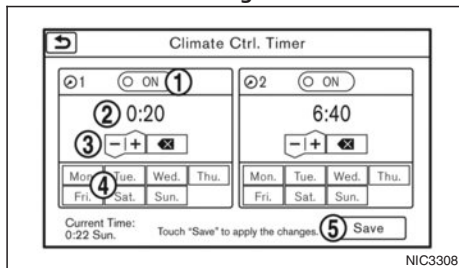 Climate Ctrl. Timer
1 ON 1
2 ON
2 0:20
6:40
3 − + 
− +
Mon. Tue. Wed. Thu.
4
Fri. Sat. Sun.
Mon. Tue. Wed. Thu.
Fri. Sat. Sun.
Current Time:
0:22 Sun.
Touch "Save" to apply the changes.
5 Save
NIC3308